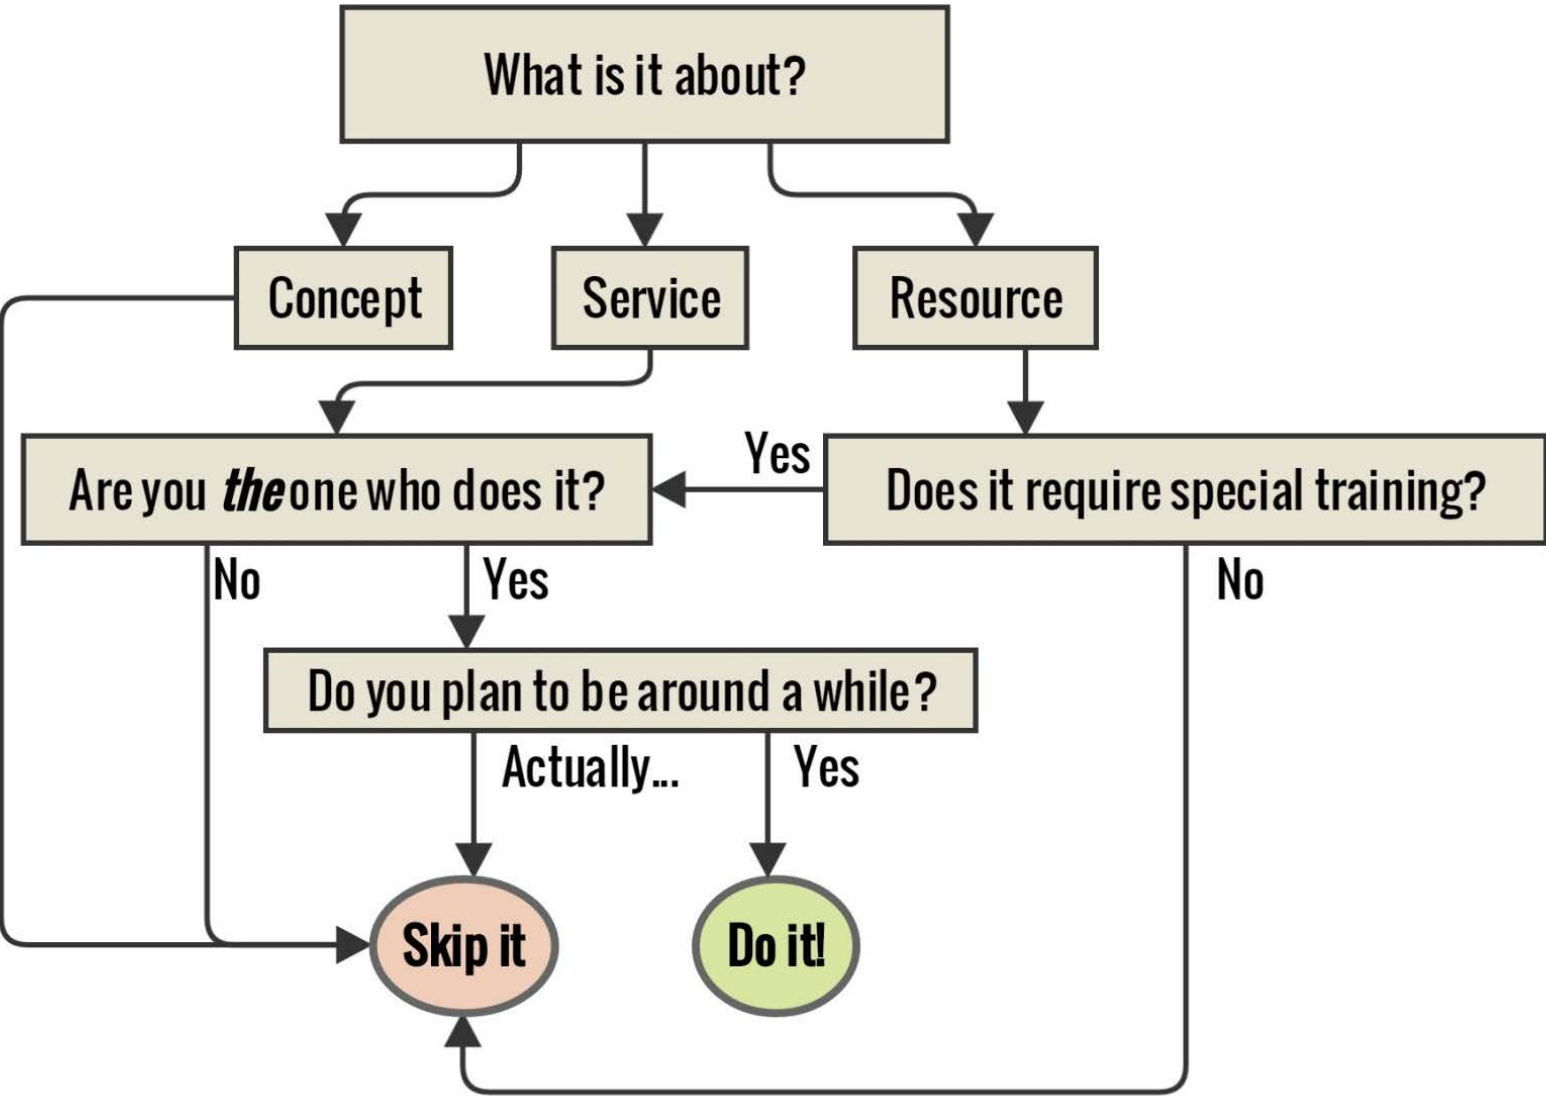 What is it about?
Concept
Service
Resource
Yes
Are you the one who does it?
Does it require special training?
No
Yes
No
Do you plan to be around a while?
Actually...
Yes
Skip it
Do it!